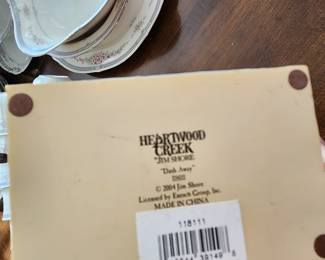 HEARTWOOD
CREEK
BY JIM SHORE
"Dash Away"
© 2004 Jim Shore
Licensed by Enesco Group, Inc.
MADE IN CHINA
118111